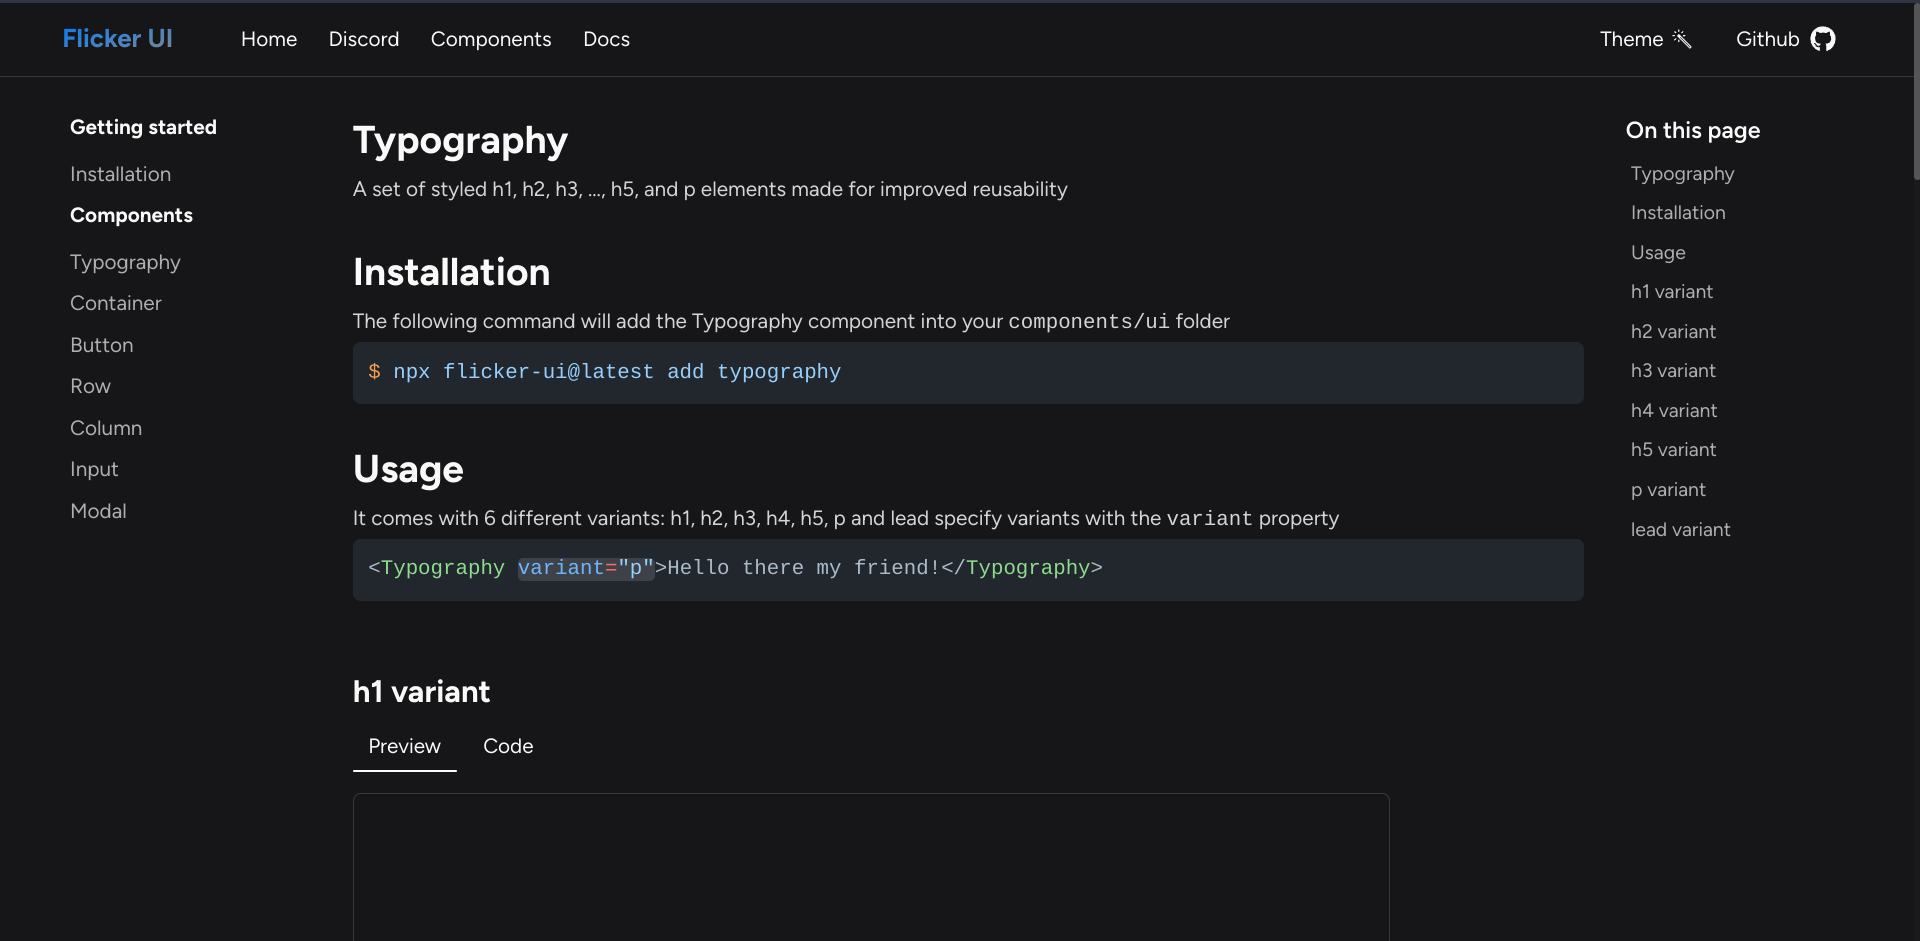 Flicker UI
Home
Discord
Components
Docs
Theme
Github
Getting started
Installation
Components
Typography
Container
Button
Row
Column
Input
Modal
Typography
A set of styled h1, h2, h3, ..., h5, and p elements made for improved reusability
Installation
The following command will add the Typography component into your components/ui folder
$ npx flicker-ui@latest add typography
Usage
It comes with 6 different variants: h1, h2, h3, h4, h5, p and lead specify variants with the variant property
<Typography variant="p">Hello there my friend!</Typography>
h1 variant
Preview
Code
On this page
Typography
Installation
Usage
h1 variant
h2 variant
h3 variant
h4 variant
h5 variant
p variant
lead variant